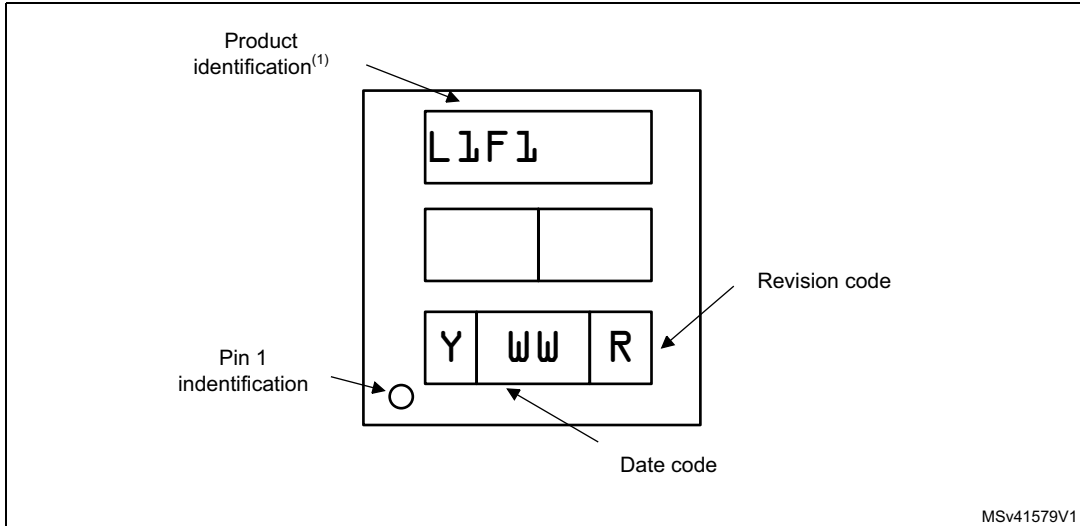 Product
identification(1)
L1F1
Revision code
Y WW R
Pin 1
indentification
Date code
MSv41579V1